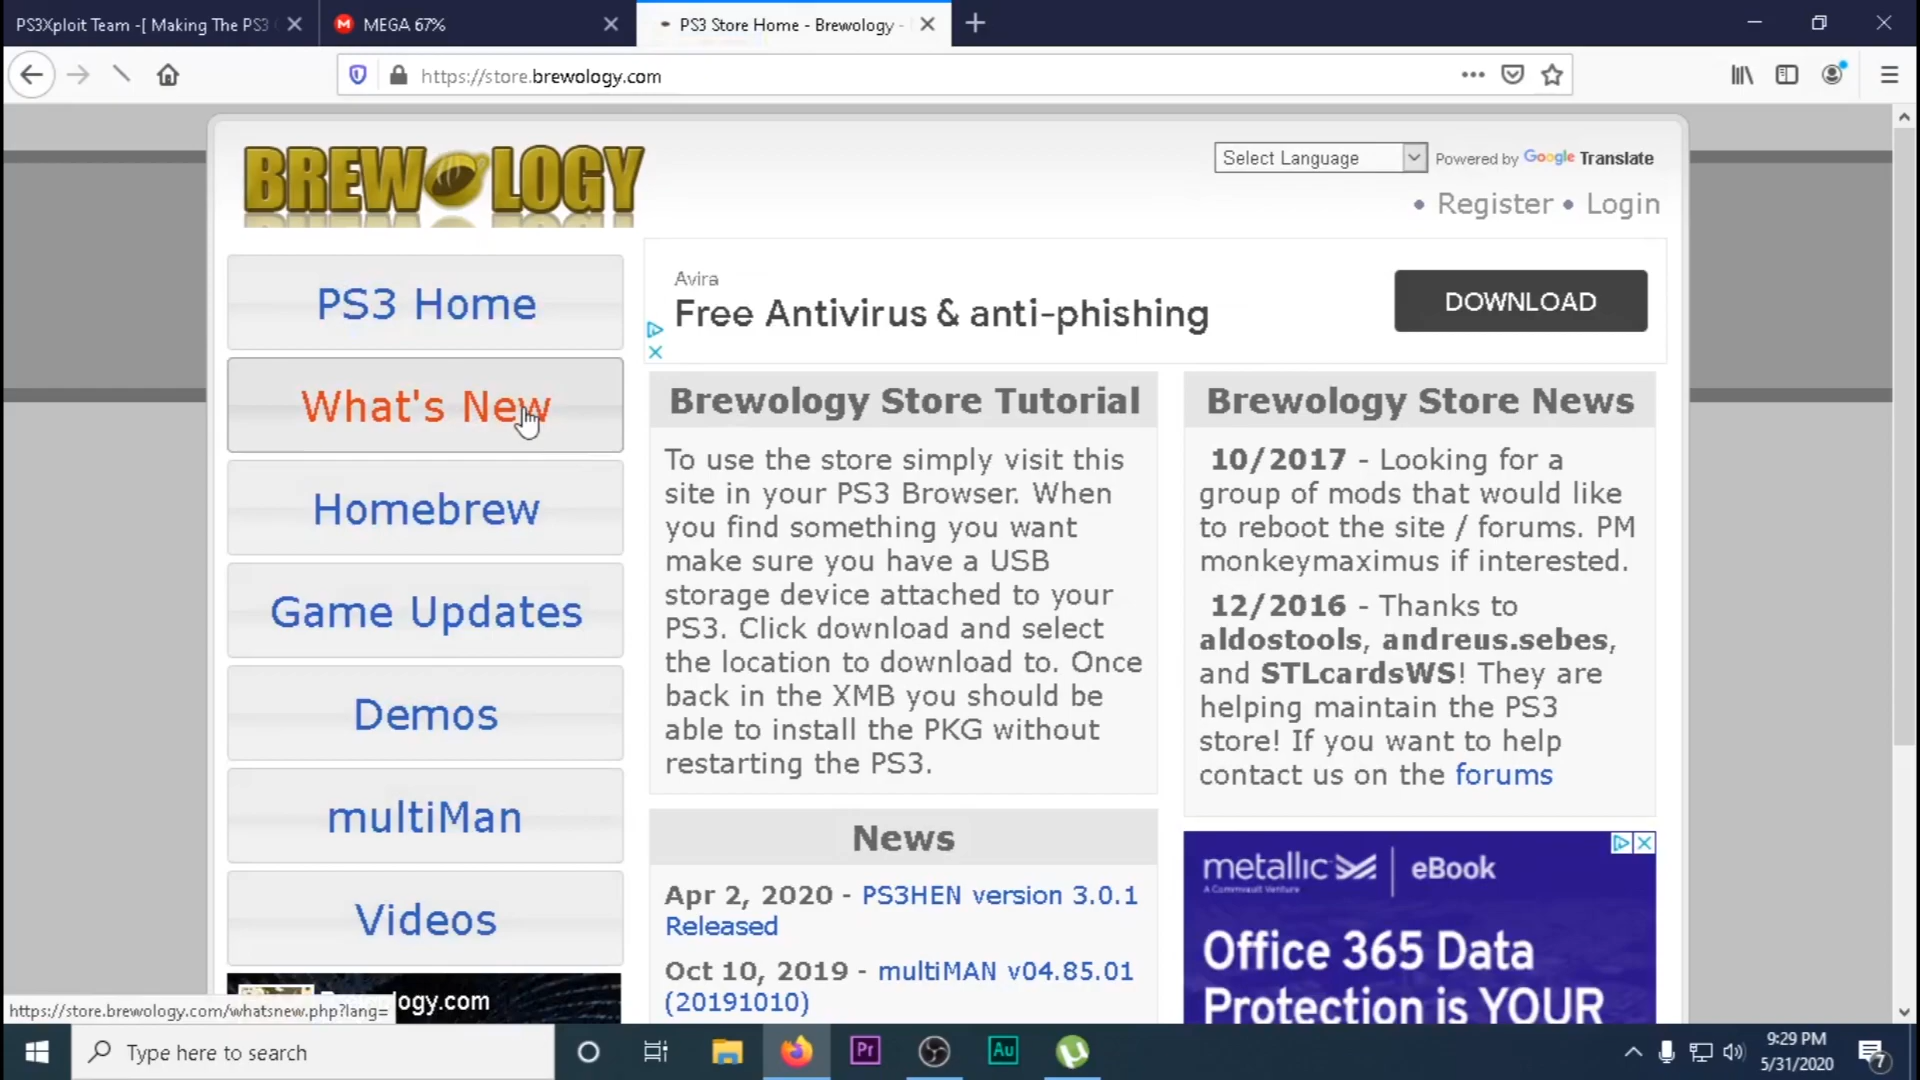 PS3Xploit Team -[ Making The PS3
MEGA 67%
PS3 Store Home - Brewology -
https://store.brewology.com
BREWOLOGY
Select Language
Powered by Google Translate
• Register • Login
PS3 Home
What's New
Homebrew
Game Updates
Demos
multiMan
Videos
Avira
Free Antivirus & anti-phishing
DOWNLOAD
Brewology Store Tutorial
To use the store simply visit this
site in your PS3 Browser. When
you find something you want
make sure you have a USB
storage device attached to your
PS3. Click download and select
the location to download to. Once
back in the XMB you should be
able to install the PKG without
restarting the PS3.
Brewology Store News
10/2017 - Looking for a
group of mods that would like
to reboot the site / forums. PM
monkeymaximus if interested.
12/2016 - Thanks to
aldostools, andreus.sebes,
and STLcardsWS! They are
helping maintain the PS3
store! If you want to help
contact us on the forums
News
Apr 2, 2020 - PS3HEN version 3.0.1
Released
Oct 10, 2019 - multiMAN v04.85.01
(20191010)
metallic
A Commvault Venture
eBook
Office 365 Data
Protection is YOUR
ogy.com
https://store.brewology.com/whatsnew.php?lang=
Type here to search
Pr
Au
9:29 PM
5/31/2020
7